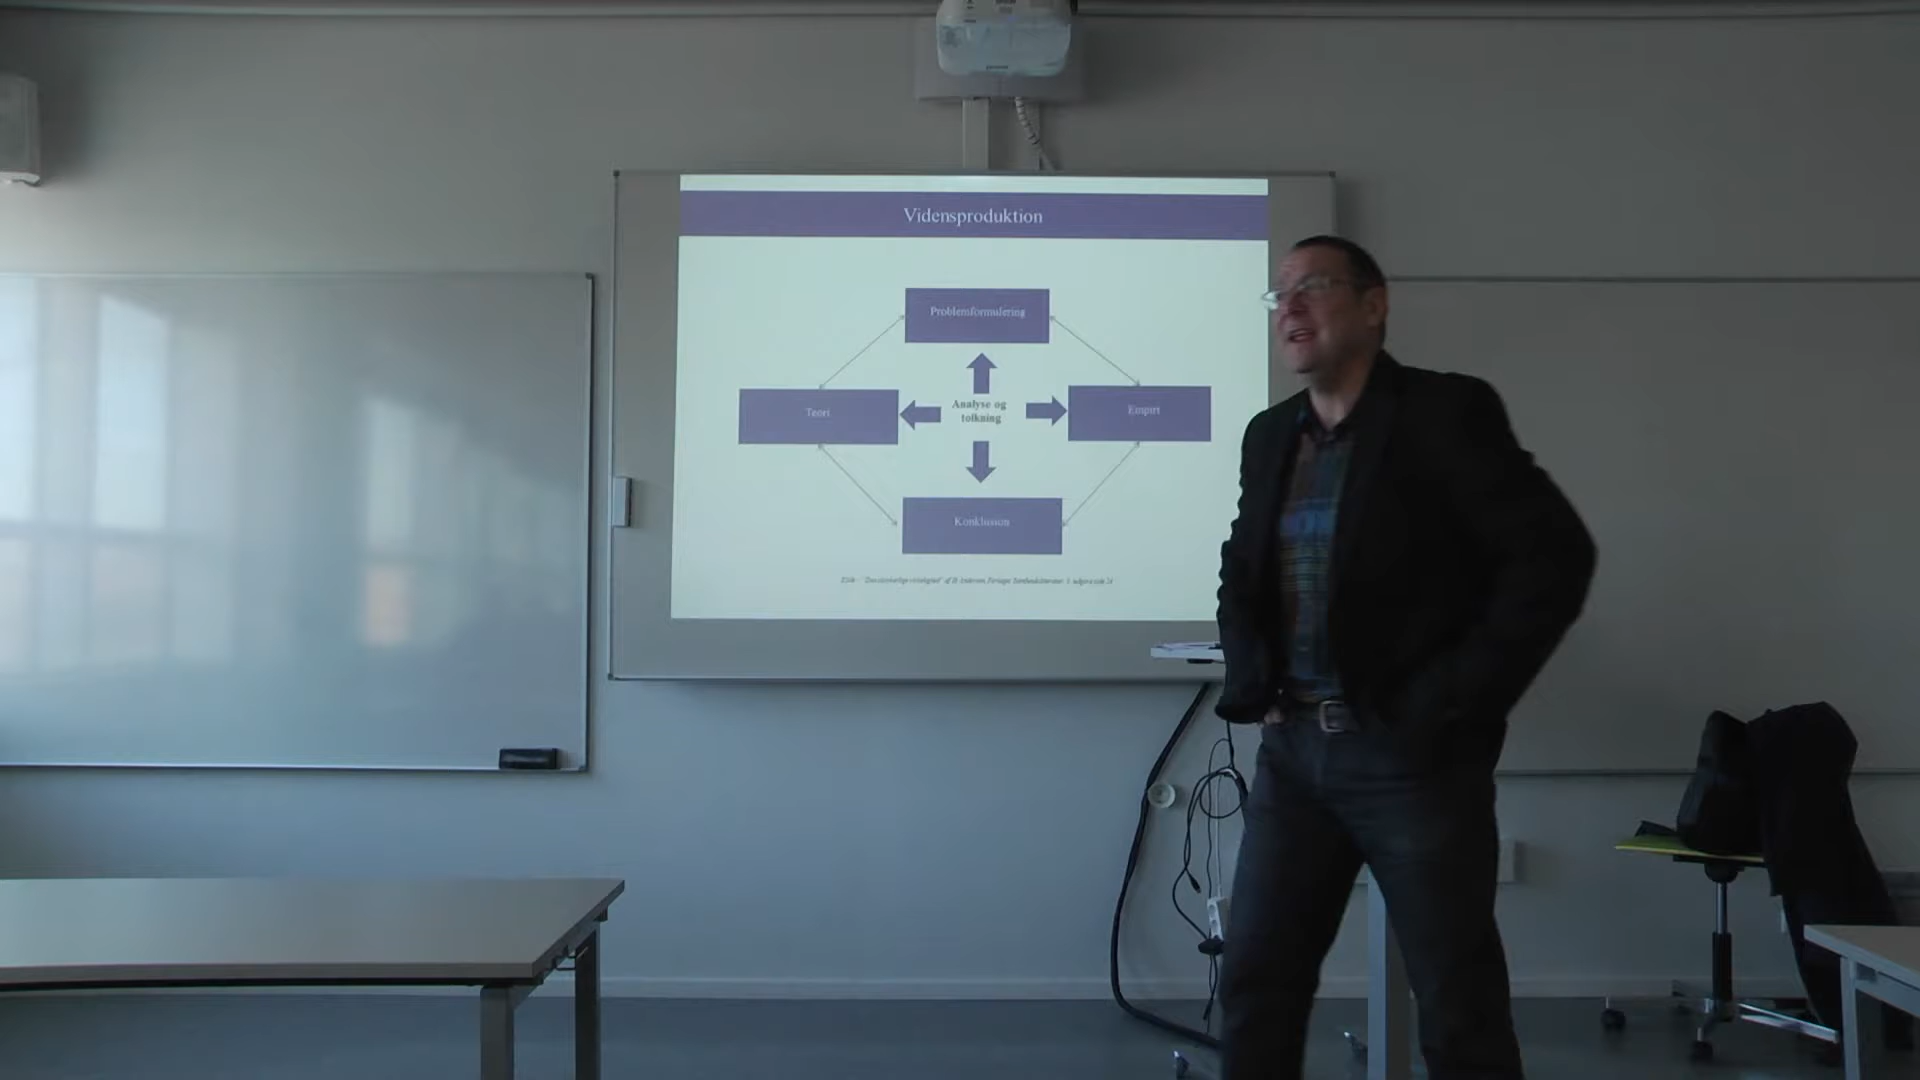 Vidensproduktion
Problemformulering
Teori
Analyse og
tolkning
Empiri
Konklusion